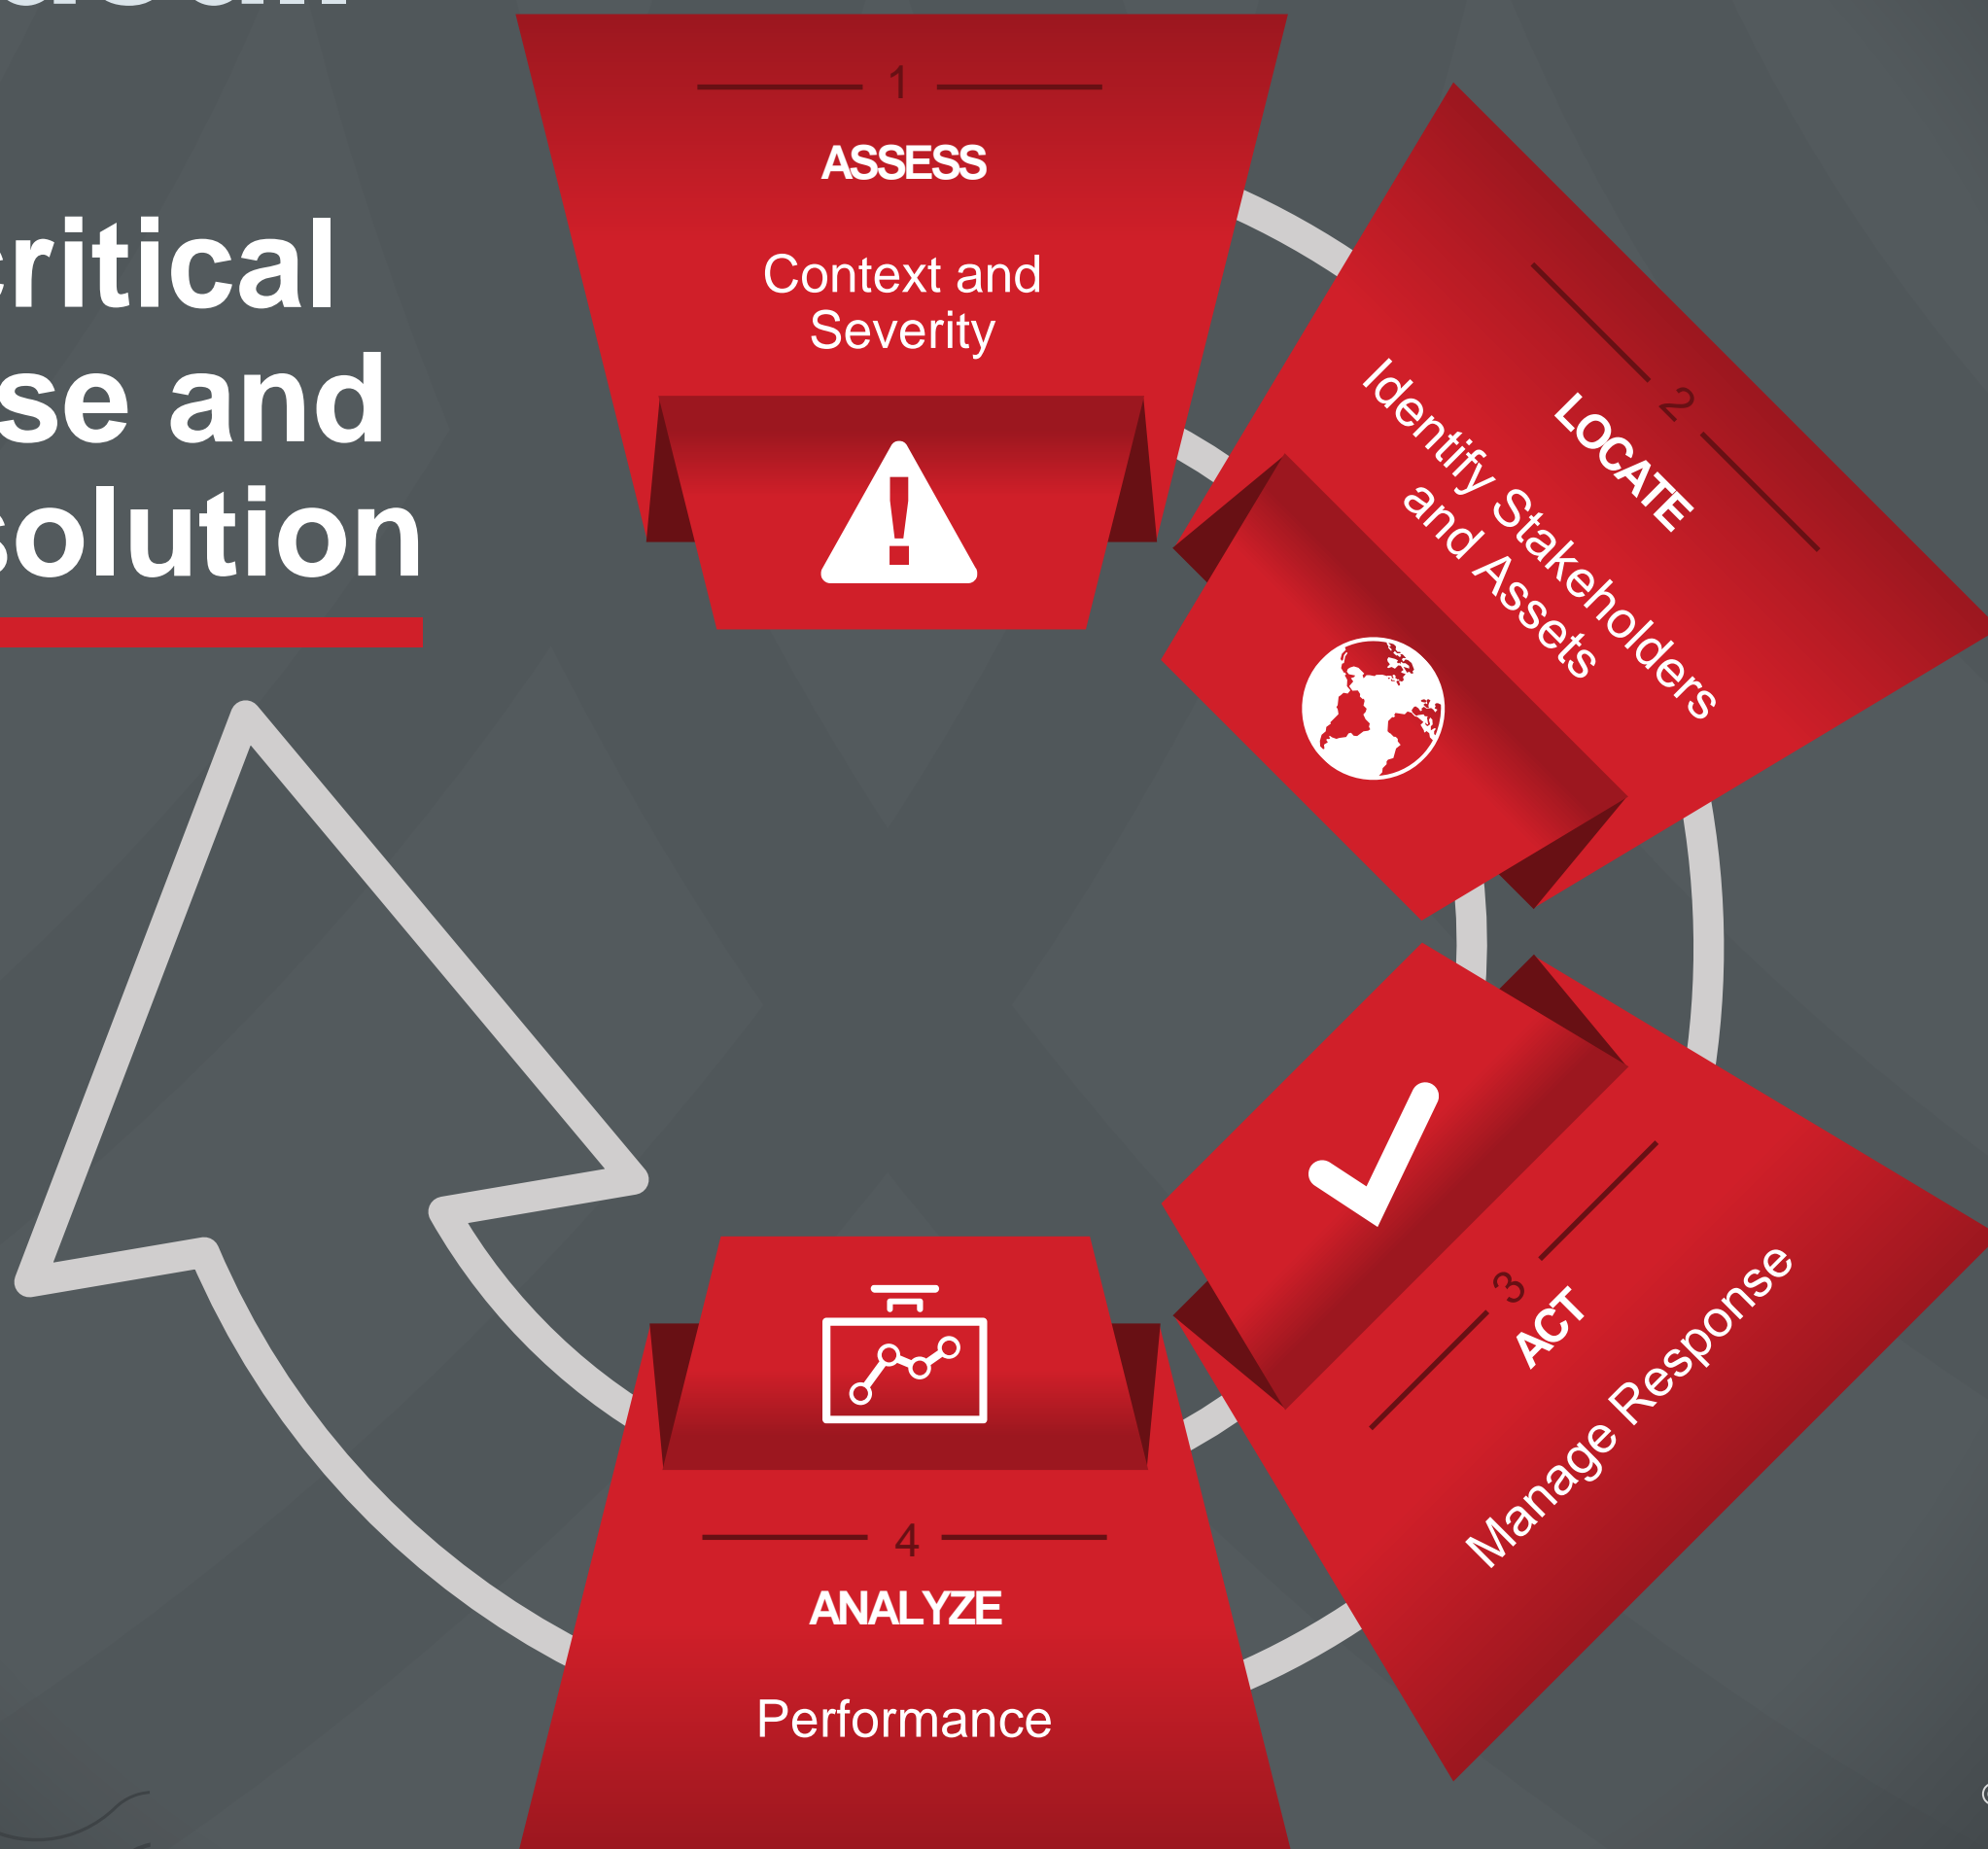 ritical
se and
solution
1
ASSESS
Context and
Severity
2
LOCATE
Identify Stakeholders
and Assets
3
ACT
Manage Response
4
ANALYZE
Performance